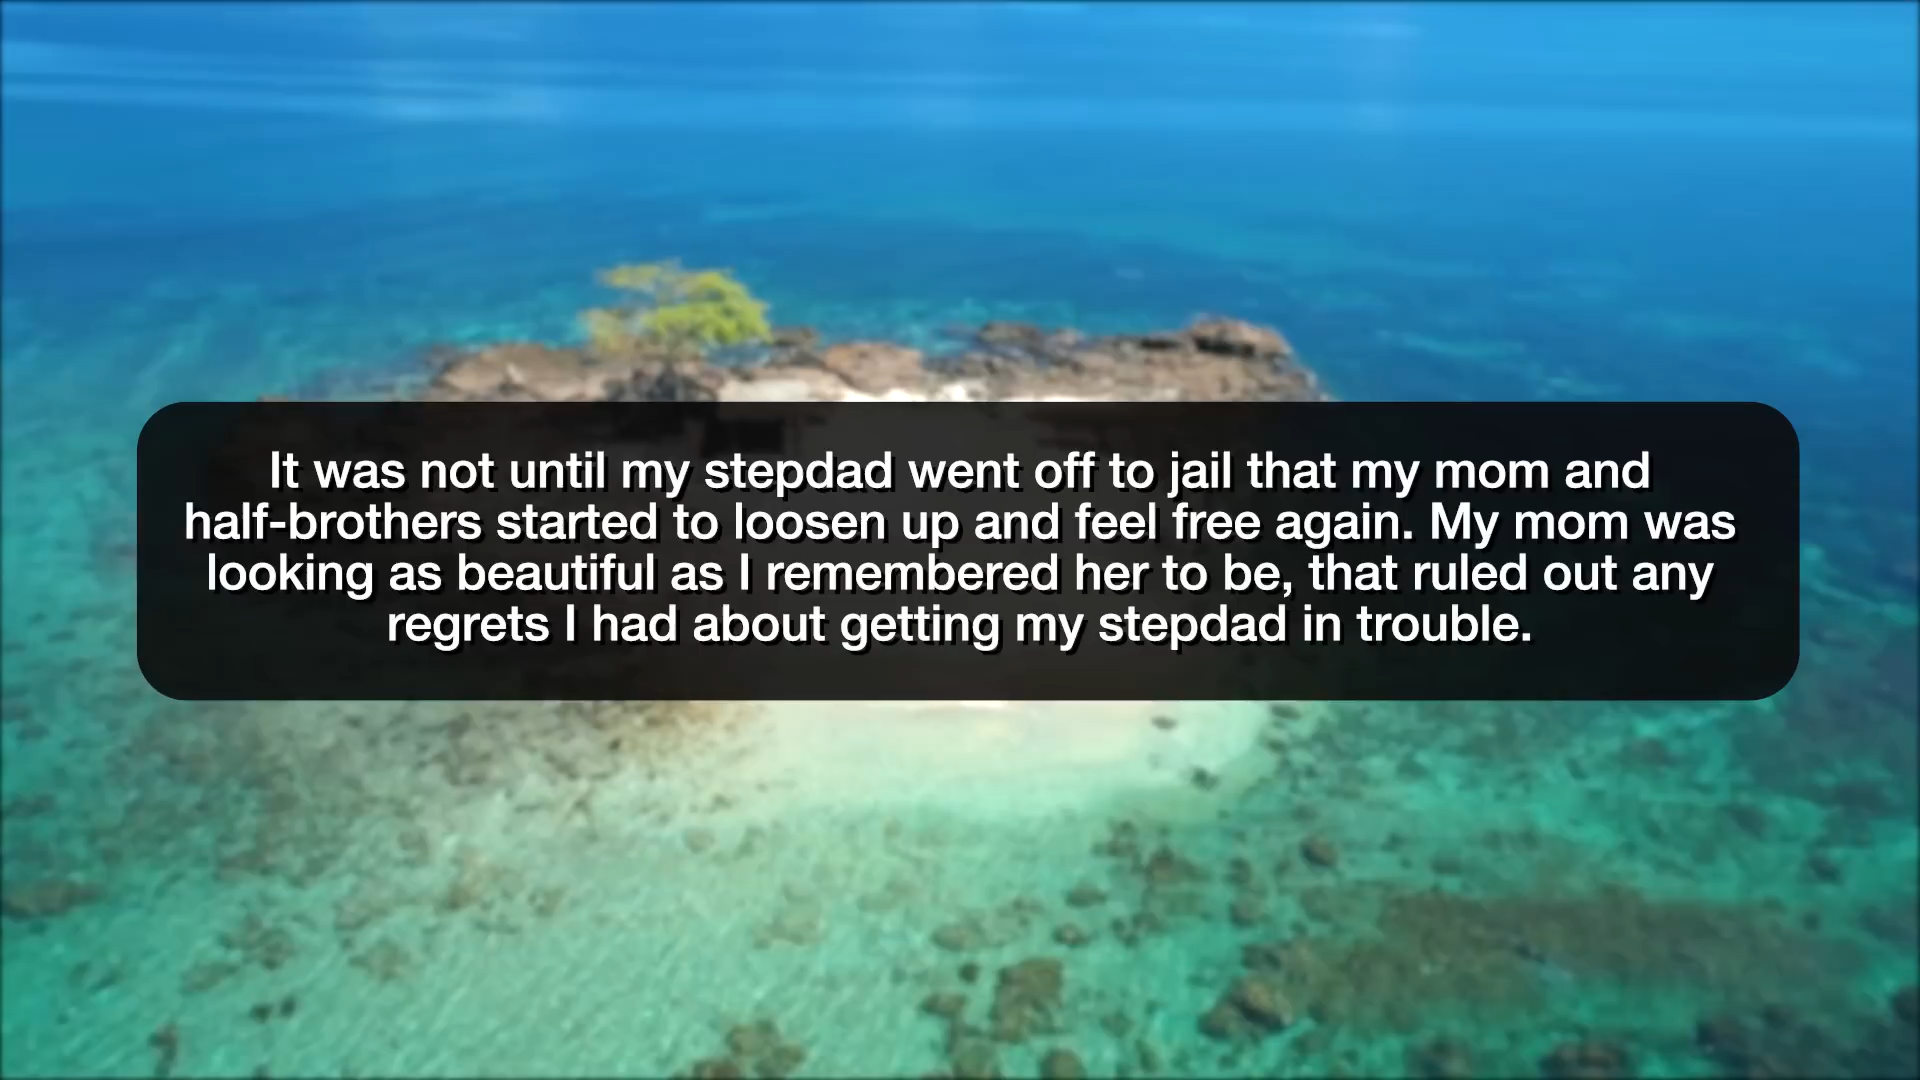 It was not until my stepdad went off to jail that my mom and
half-brothers started to loosen up and feel free again. My mom was
looking as beautiful as I remembered her to be, that ruled out any
regrets I had about getting my stepdad in trouble.